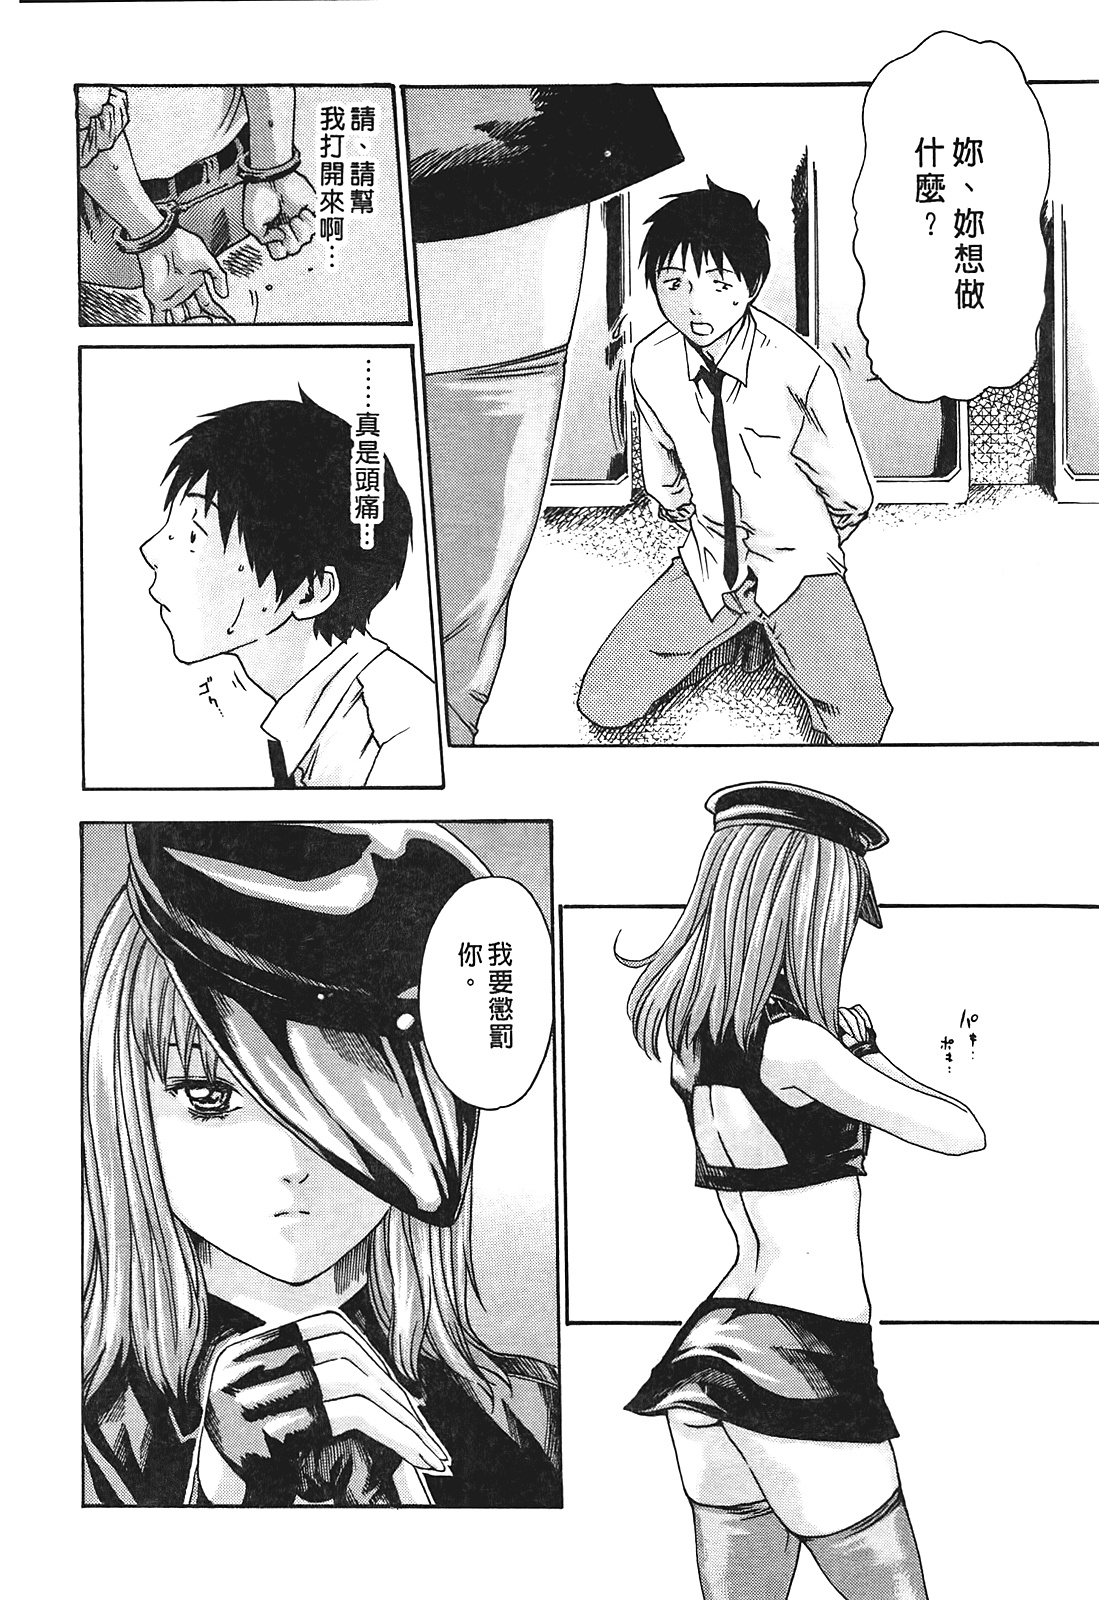 妳、妳想做
什麼？
請、請幫
我打開來啊…
……真是頭痛…
ゴク…
パキ…
ポキ…
我要懲罰
你。